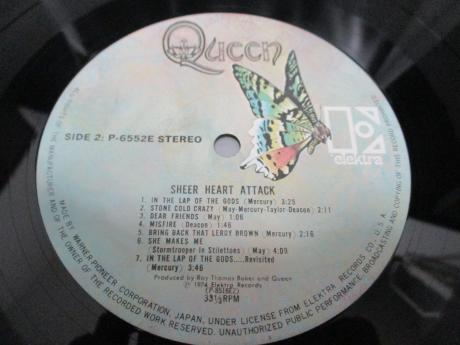 Queen
elektra
SIDE 2: P-6552E STEREO
SHEER HEART ATTACK
1. IN THE LAP OF THE GODS (Mercury) 3:25
2. STONE COLD CRAZY (May-Mercury-Taylor-Deacon) 2:11
3. DEAR FRIENDS (May) 1:06
4. MISFIRE (Deacon) 1:46
5. BRING BACK THAT LEROY BROWN (Mercury) 2:16
6. SHE MAKES ME
(Stormtrooper in Stilettoes) (May) 4:09
7. IN THE LAP OF THE GODS....Revisited
(Mercury) 3:46
Produced by Roy Thomas Baker and Queen
Ⓟ 1974 Elektra Records
33⅓RPM
MADE BY WARNER-PIONEER CORPORATION, JAPAN, UNDER LICENSE FROM ELEKTRA RECORDS CO., U.S.A.
ALL RIGHTS OF THE MANUFACTURER AND OF THE OWNER OF THE RECORDED WORK RESERVED. UNAUTHORIZED PUBLIC PERFORMANCE, BROADCASTING AND COPYING OF THIS RECORD PROHIBITED.